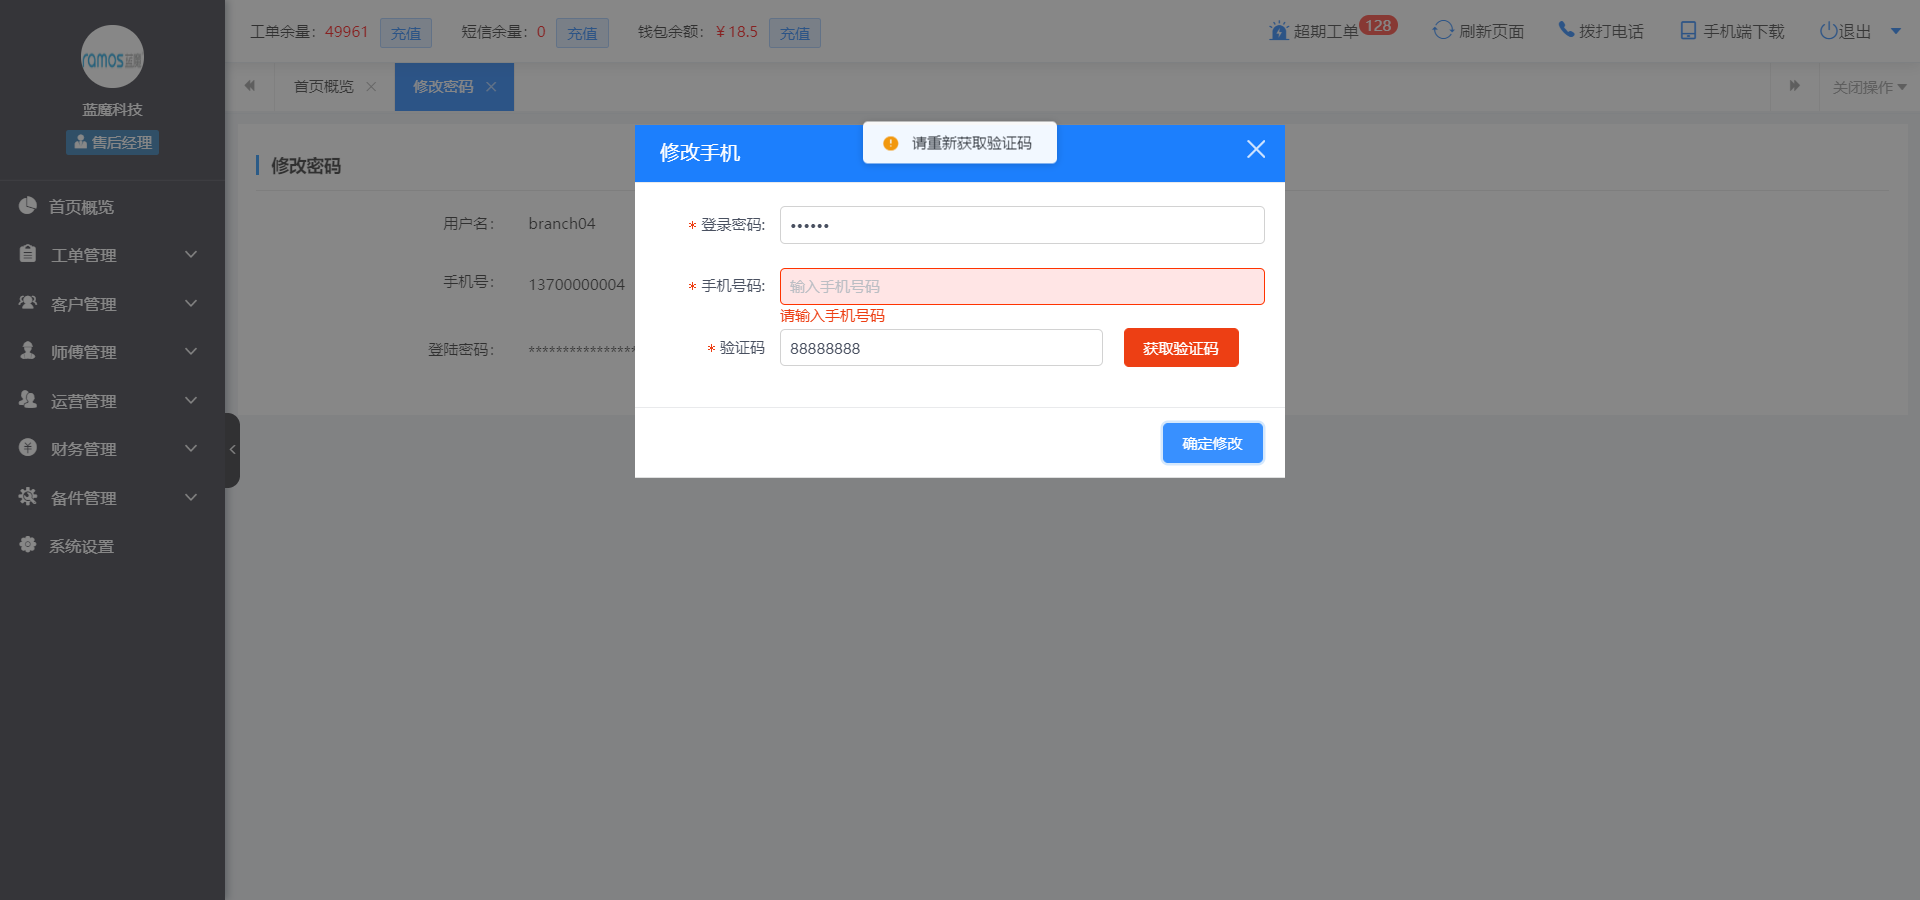 工单余量：49961 充值 短信余量：0 充值 钱包余额：￥18.5 充值 超期工单 128 刷新页面 拨打电话 手机端下载 退出
ramos蓝魔
蓝魔科技
售后经理
首页概览
工单管理
客户管理
师傅管理
运营管理
财务管理
备件管理
系统设置
首页概览 修改密码 关闭操作
修改密码
用户名： branch04
手机号： 13700000004
登陆密码： ****************
请重新获取验证码
修改手机
* 登录密码: ••••••
* 手机号码: 输入手机号码
请输入手机号码
* 验证码 88888888 获取验证码
确定修改